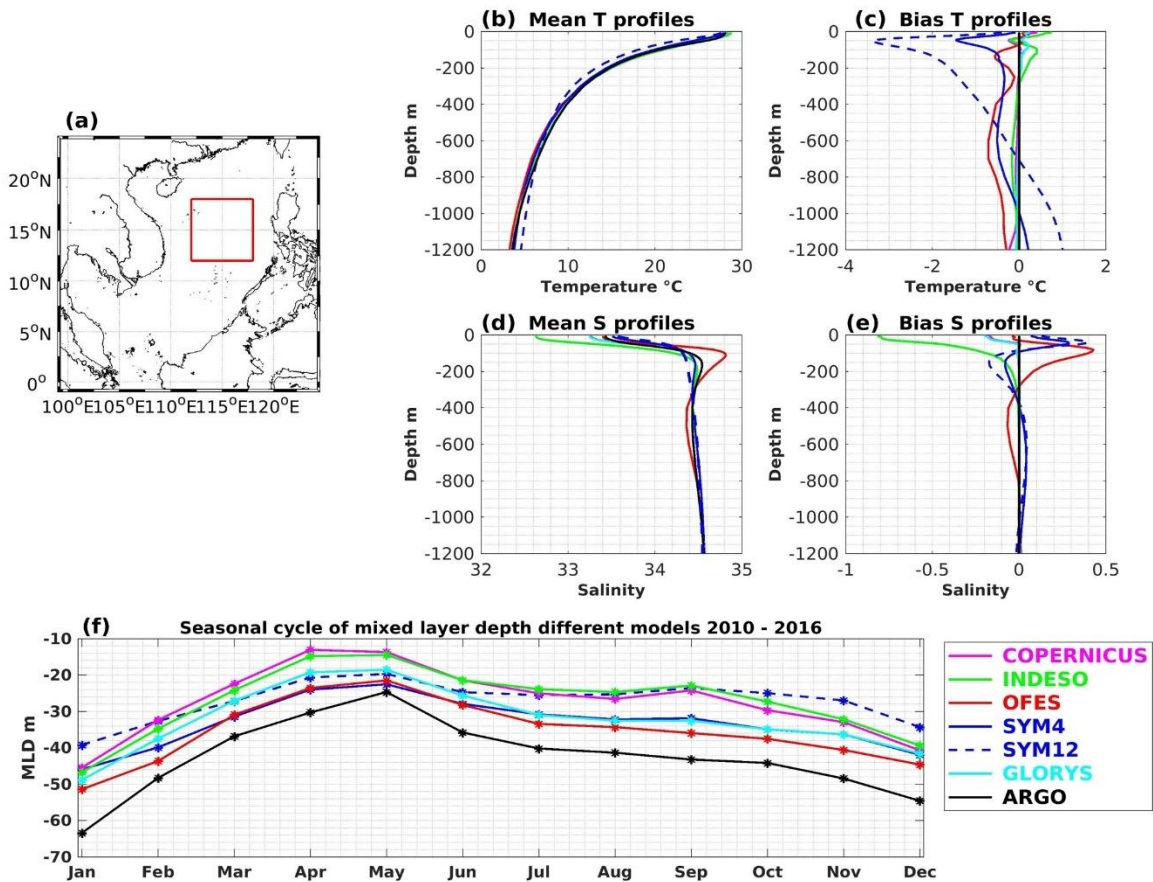 (a)
20°N
15°N
10°N
5°N
0°
100°E105°E110°E115°E120°E
(b) Mean T profiles
0
-200
-400
-600
-800
-1000
-1200
Depth m
0 10 20 30
Temperature °C
(c) Bias T profiles
0
-200
-400
-600
-800
-1000
-1200
Depth m
-4 -2 0 2
Temperature °C
(d) Mean S profiles
0
-200
-400
-600
-800
-1000
-1200
Depth m
32 33 34 35
Salinity
(e) Bias S profiles
0
-200
-400
-600
-800
-1000
-1200
Depth m
-1 -0.5 0 0.5
Salinity
(f) Seasonal cycle of mixed layer depth different models 2010 - 2016
-10
-20
-30
-40
-50
-60
-70
MLD m
Jan Feb Mar Apr May Jun Jul Aug Sep Oct Nov Dec
COPERNICUS
INDESO
OFES
SYM4
SYM12
GLORYS
ARGO